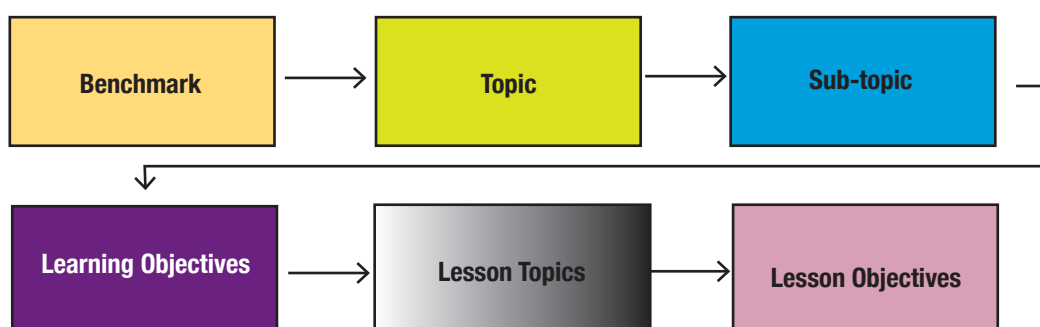 Benchmark
Topic
Sub-topic
Learning Objectives
Lesson Topics
Lesson Objectives